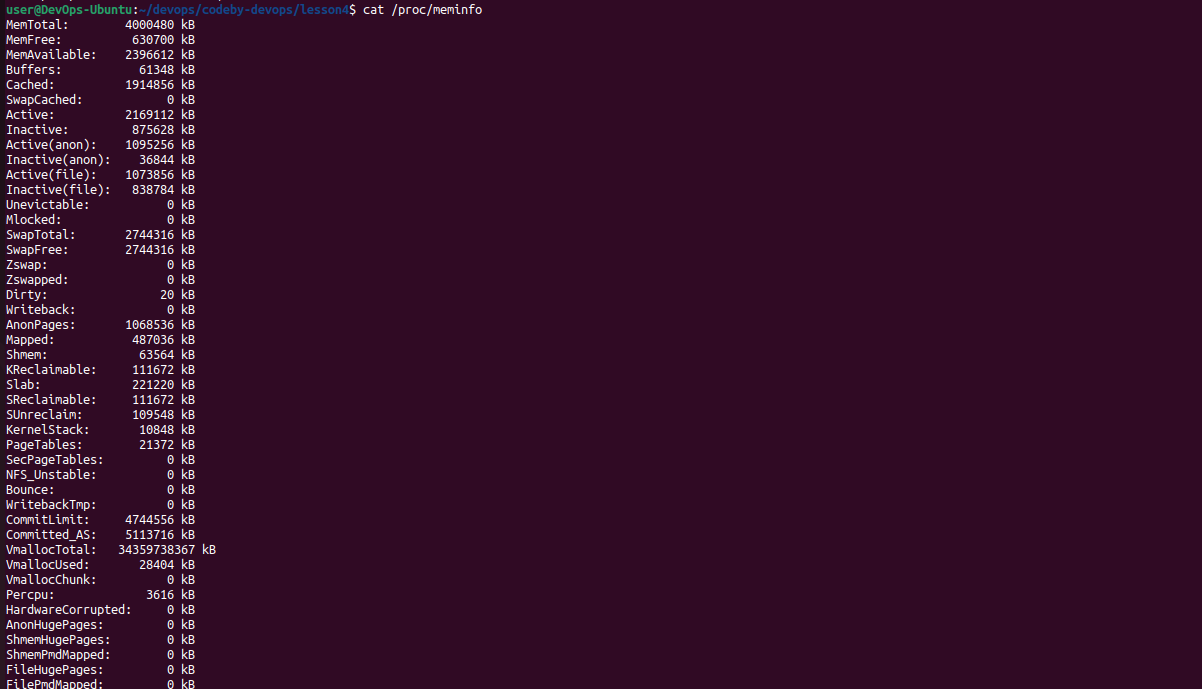 user@DevOps-Ubuntu:~/devops/codeby-devops/lesson4$ cat /proc/meminfo
MemTotal:        4000480 kB
MemFree:          630700 kB
MemAvailable:    2396612 kB
Buffers:           61348 kB
Cached:          1914856 kB
SwapCached:            0 kB
Active:          2169112 kB
Inactive:         875628 kB
Active(anon):    1095256 kB
Inactive(anon):    36844 kB
Active(file):    1073856 kB
Inactive(file):   838784 kB
Unevictable:           0 kB
Mlocked:               0 kB
SwapTotal:       2744316 kB
SwapFree:        2744316 kB
Zswap:                 0 kB
Zswapped:              0 kB
Dirty:                20 kB
Writeback:             0 kB
AnonPages:       1068536 kB
Mapped:           487036 kB
Shmem:             63564 kB
KReclaimable:     111672 kB
Slab:             221220 kB
SReclaimable:     111672 kB
SUnreclaim:       109548 kB
KernelStack:       10848 kB
PageTables:        21372 kB
SecPageTables:         0 kB
NFS_Unstable:          0 kB
Bounce:                0 kB
WritebackTmp:          0 kB
CommitLimit:     4744556 kB
Committed_AS:    5113716 kB
VmallocTotal:   34359738367 kB
VmallocUsed:       28404 kB
VmallocChunk:          0 kB
Percpu:             3616 kB
HardwareCorrupted:     0 kB
AnonHugePages:         0 kB
ShmemHugePages:        0 kB
ShmemPmdMapped:        0 kB
FileHugePages:         0 kB
FilePmdMapped:         0 kB